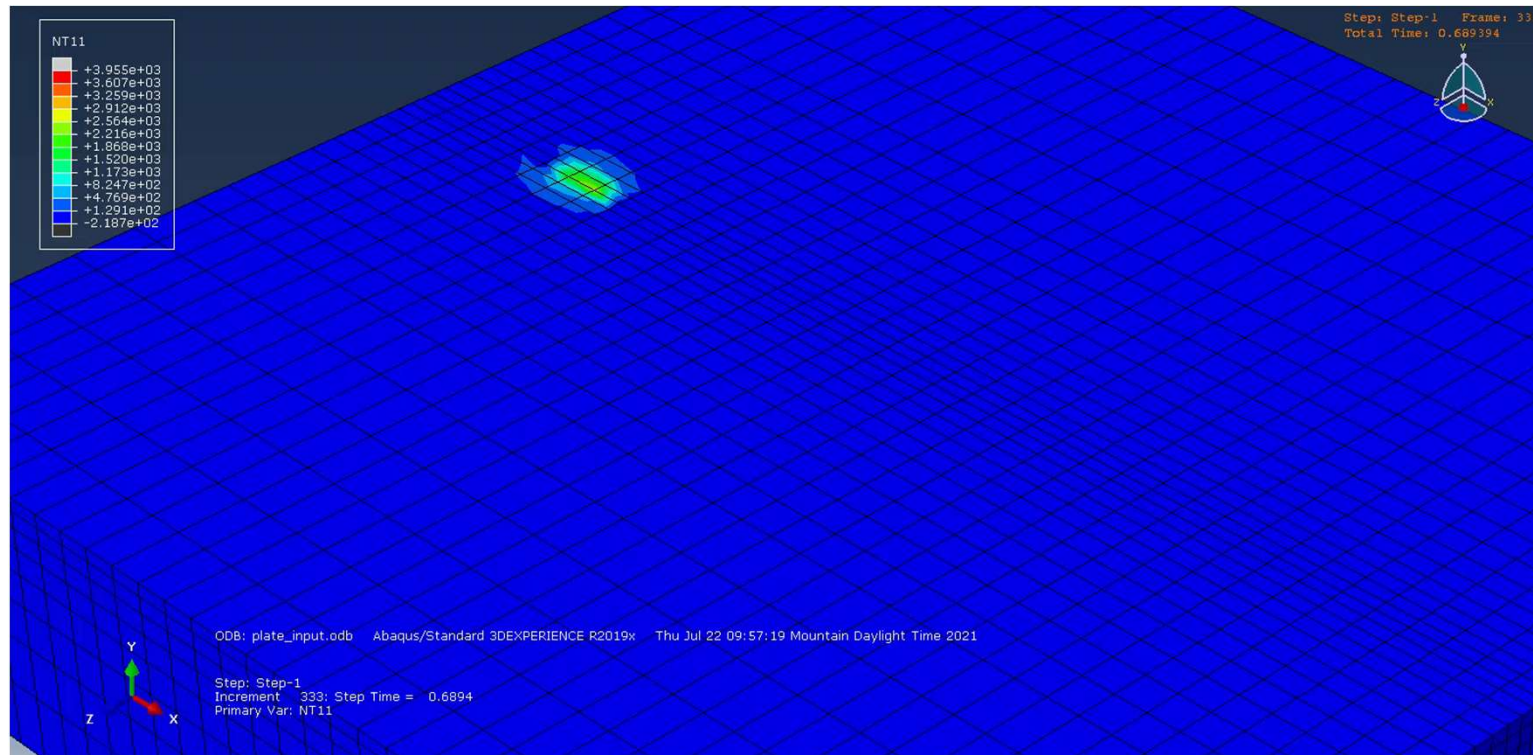 NT11
+3.955e+03
+3.607e+03
+3.259e+03
+2.912e+03
+2.564e+03
+2.216e+03
+1.868e+03
+1.520e+03
+1.173e+03
+8.247e+02
+4.769e+02
+1.291e+02
-2.187e+02
Step: Step-1 Frame: 33
Total Time: 0.689394
Y
Z X
ODB: plate_input.odb Abaqus/Standard 3DEXPERIENCE R2019x Thu Jul 22 09:57:19 Mountain Daylight Time 2021
Step: Step-1
Increment 333: Step Time = 0.6894
Primary Var: NT11
Y
Z X